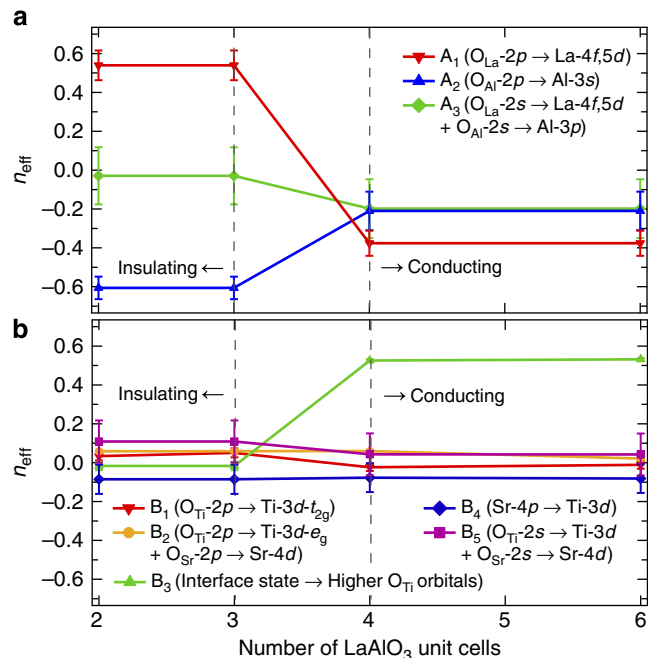 a
0.6
0.4
0.2
0.0
−0.2
−0.4
−0.6
n_eff
A₁ (O_La-2p → La-4f,5d)
A₂ (O_Al-2p → Al-3s)
A₃ (O_La-2s → La-4f,5d
+ O_Al-2s → Al-3p)
Insulating ←
→ Conducting
b
0.6
0.4
0.2
0.0
−0.2
−0.4
−0.6
n_eff
Insulating ←
→ Conducting
B₁ (O_Ti-2p → Ti-3d-t_2g)
B₂ (O_Ti-2p → Ti-3d-e_g
+ O_Sr-2p → Sr-4d)
B₃ (Interface state → Higher O_Ti orbitals)
B₄ (Sr-4p → Ti-3d)
B₅ (O_Ti-2s → Ti-3d
+ O_Sr-2s → Sr-4d)
2 3 4 5 6
Number of LaAlO₃ unit cells